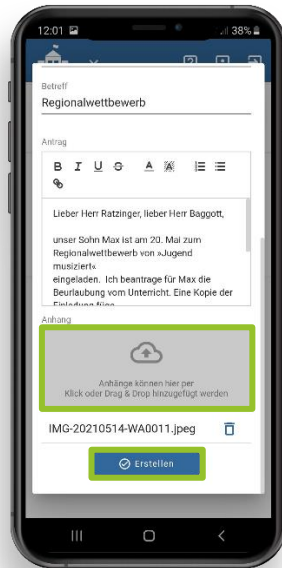 12:01
38%
Betreff
Regionalwettbewerb
Antrag
B I U S A A
Lieber Herr Ratzinger, lieber Herr Baggott,
unser Sohn Max ist am 20. Mai zum
Regionalwettbewerb von »Jugend
musiziert«
eingeladen. Ich beantrage für Max die
Beurlaubung vom Unterricht. Eine Kopie der
Einladung füge
Anhang
Anhänge können hier per
Klick oder Drag & Drop hinzugefügt werden
IMG-20210514-WA0011.jpeg
Erstellen